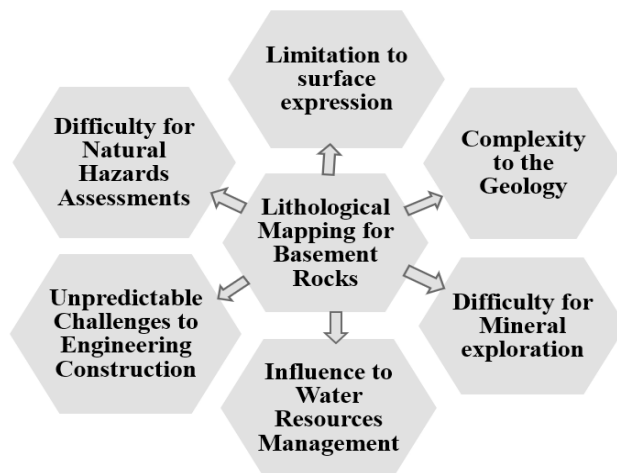 Limitation to
surface
expression
Difficulty for
Natural
Hazards
Assessments
Complexity
to the
Geology
Lithological
Mapping for
Basement
Rocks
Unpredictable
Challenges to
Engineering
Construction
Difficulty for
Mineral
exploration
Influence to
Water
Resources
Management